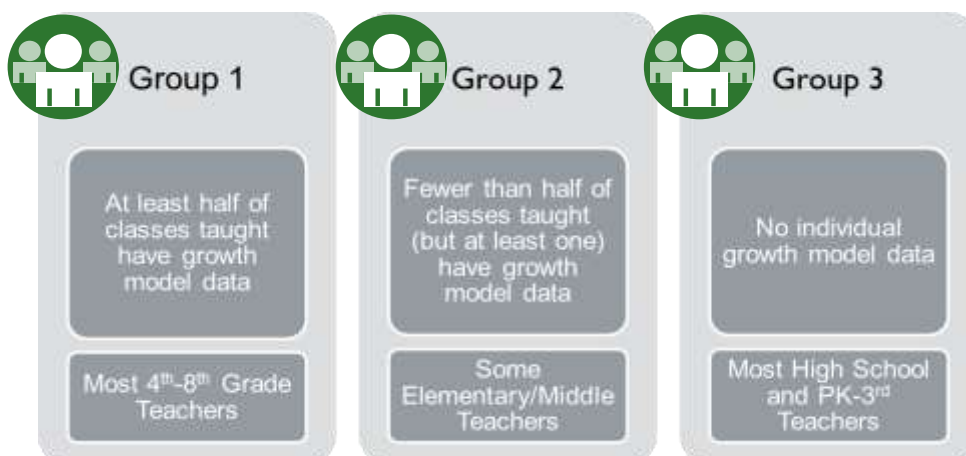 Group 1
At least half of
classes taught
have growth
model data
Most 4th-8th Grade
Teachers
Group 2
Fewer than half of
classes taught
(but at least one)
have growth
model data
Some
Elementary/Middle
Teachers
Group 3
No individual
growth model data
Most High School
and PK-3rd
Teachers